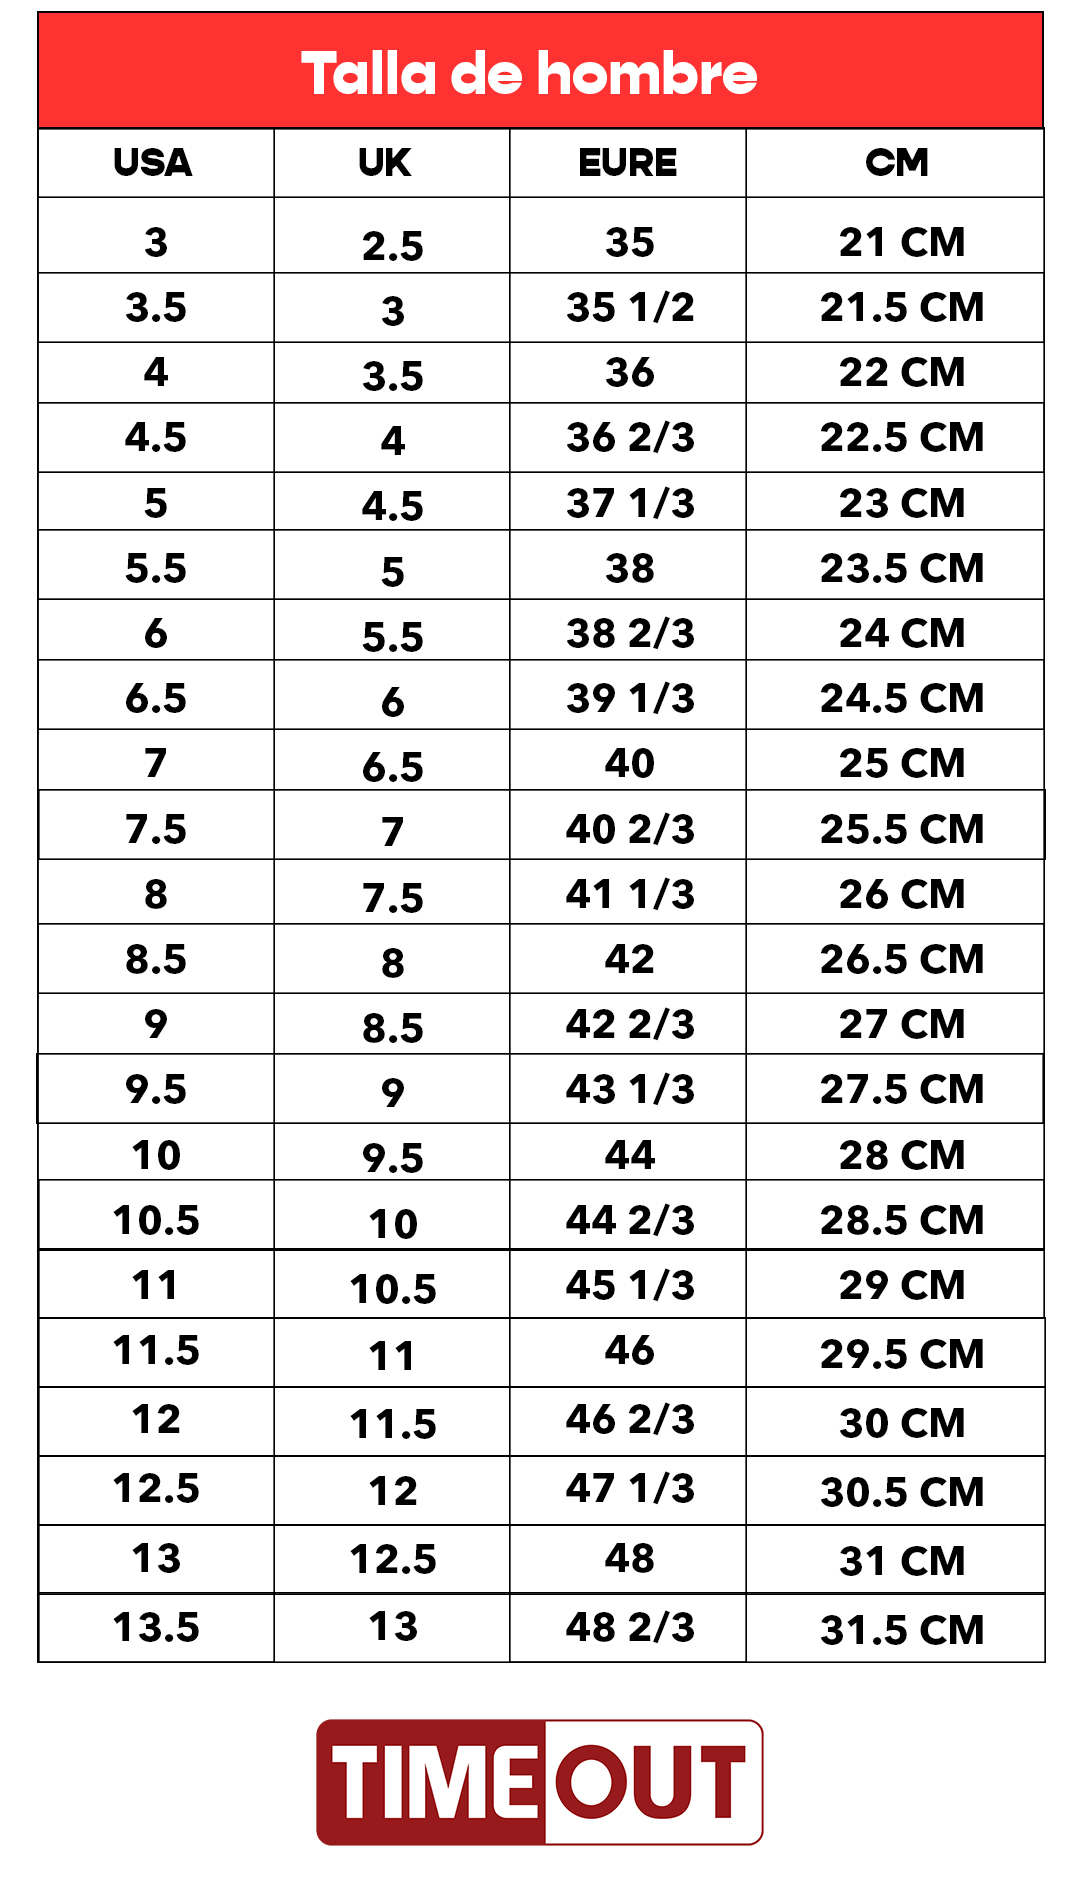 Talla de hombre
USA UK EURE CM
3 2.5 35 21 CM
3.5 3 35 1/2 21.5 CM
4 3.5 36 22 CM
4.5 4 36 2/3 22.5 CM
5 4.5 37 1/3 23 CM
5.5 5 38 23.5 CM
6 5.5 38 2/3 24 CM
6.5 6 39 1/3 24.5 CM
7 6.5 40 25 CM
7.5 7 40 2/3 25.5 CM
8 7.5 41 1/3 26 CM
8.5 8 42 26.5 CM
9 8.5 42 2/3 27 CM
9.5 9 43 1/3 27.5 CM
10 9.5 44 28 CM
10.5 10 44 2/3 28.5 CM
11 10.5 45 1/3 29 CM
11.5 11 46 29.5 CM
12 11.5 46 2/3 30 CM
12.5 12 47 1/3 30.5 CM
13 12.5 48 31 CM
13.5 13 48 2/3 31.5 CM
TIMEOUT